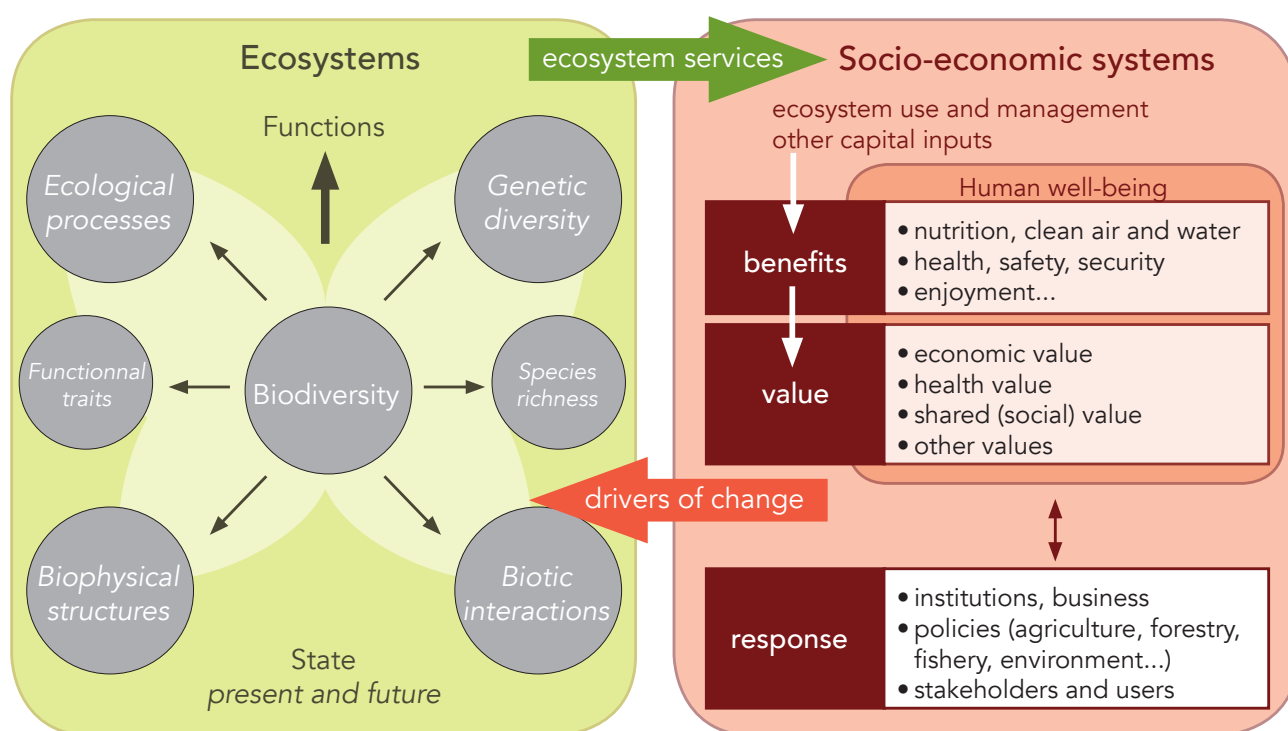 Ecosystems
ecosystem services
Socio-economic systems
Functions
Ecological
processes
Genetic
diversity
Functionnal
traits
Biodiversity
Species
richness
Biophysical
structures
Biotic
interactions
State
present and future
drivers of change
ecosystem use and management
other capital inputs
Human well-being
benefits
• nutrition, clean air and water
• health, safety, security
• enjoyment...
value
• economic value
• health value
• shared (social) value
• other values
response
• institutions, business
• policies (agriculture, forestry,
fishery, environment...)
• stakeholders and users